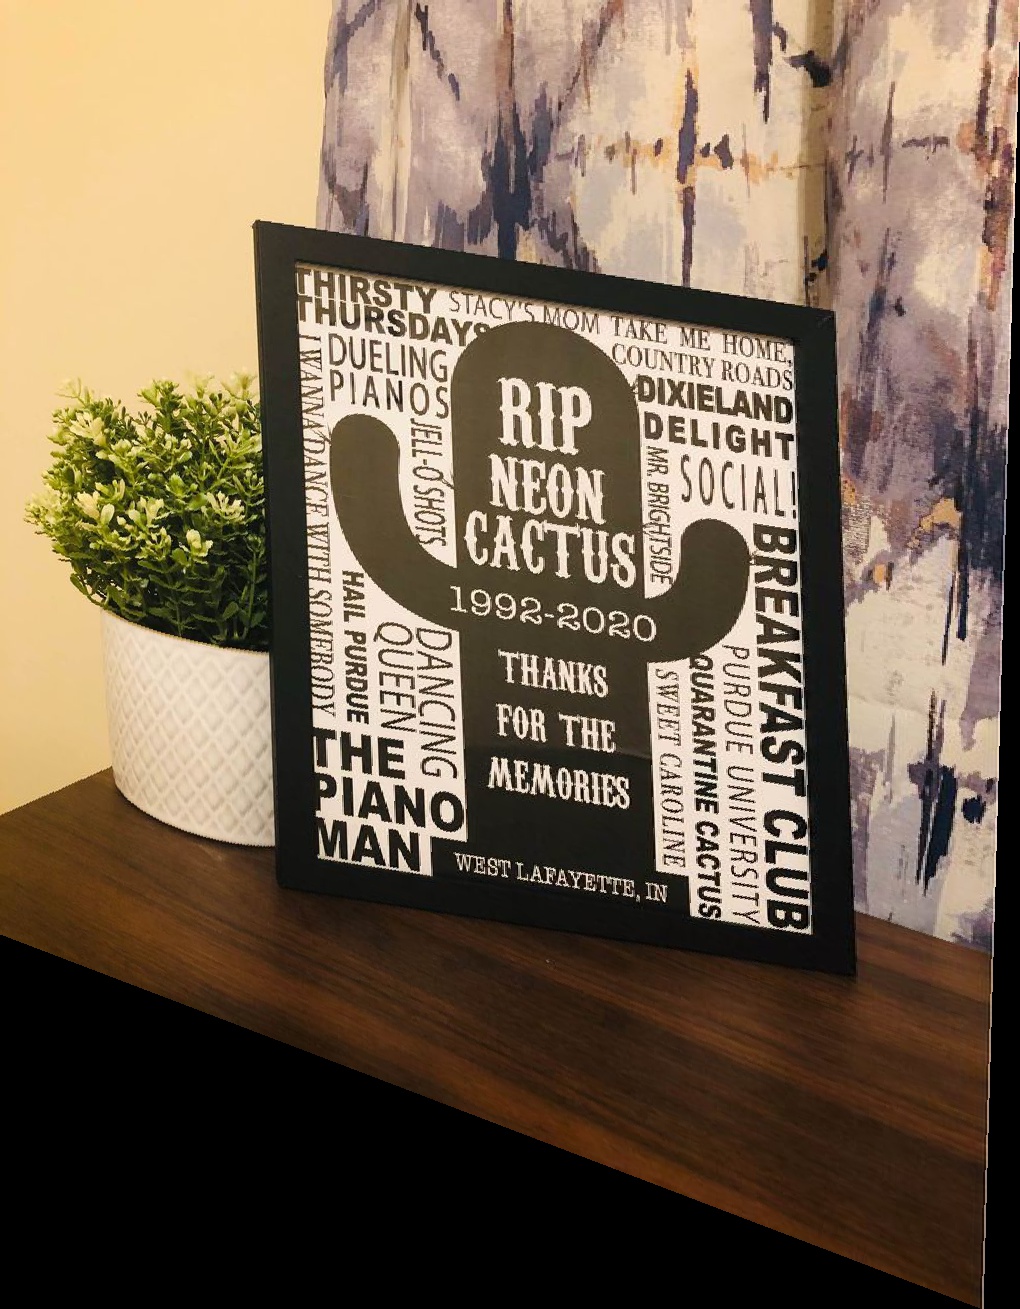 THIRSTY
THURSDAYS
STACY'S MOM
TAKE ME HOME,
COUNTRY ROADS
DUELING
PIANOS
I WANNA DANCE WITH SOMEBODY
JELL-O SHOTS
DIXIELAND
DELIGHT
MR. BRIGHTSIDE
SOCIAL!
RIP
NEON
CACTUS
1992-2020
THANKS
FOR THE
MEMORIES
WEST LAFAYETTE, IN
HAIL PURDUE
DANCING
QUEEN
THE
PIANO
MAN
SWEET CAROLINE
QUARANTINE CACTUS
PURDUE UNIVERSITY
BREAKFAST CLUB